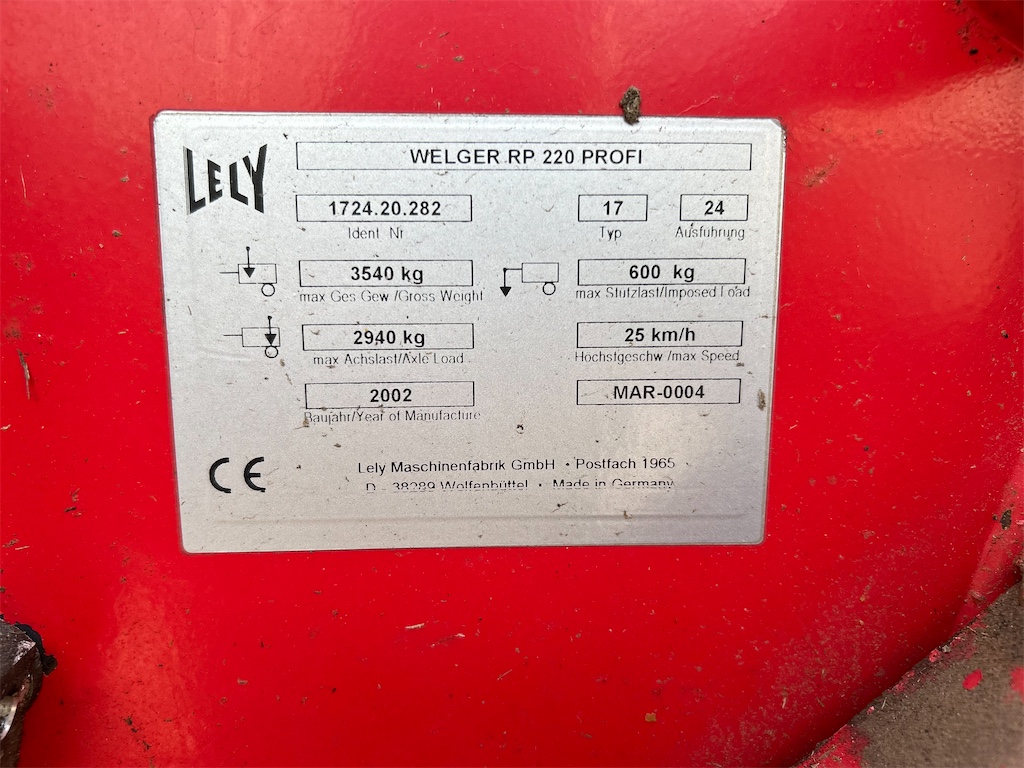 LELY
WELGER RP 220 PROFI
1724.20.282 17 24
Ident. Nr. Typ Ausführung
3540 kg 600 kg
max Ges Gew./Gross Weight max Stützlast/Imposed Load
2940 kg 25 km/h
max Achslast/Axle Load Höchstgeschw./max Speed
2002 MAR-0004
Baujahr/Year of Manufacture
CE
Lely Maschinenfabrik GmbH • Postfach 1965
D - 38289 Wolfenbüttel • Made in Germany